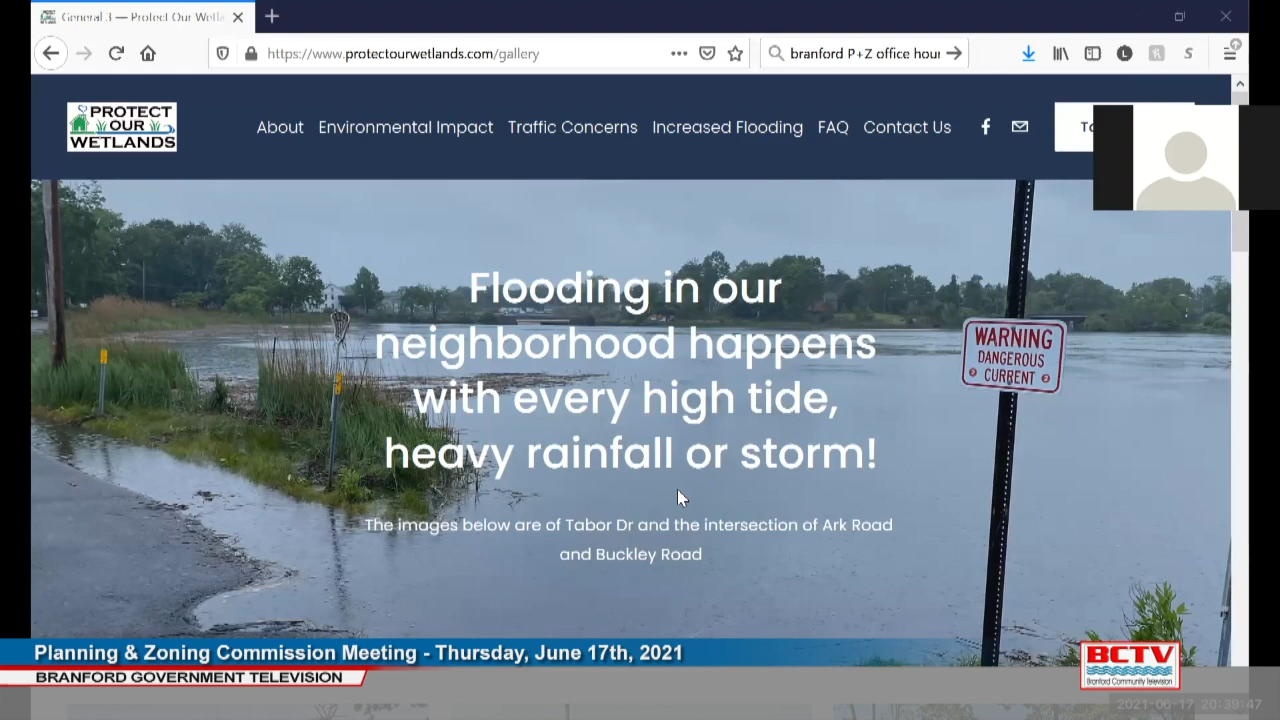 General 3 — Protect Our Wetla
https://www.protectourwetlands.com/gallery
branford P+Z office hour
PROTECT
OUR
WETLANDS
About Environmental Impact Traffic Concerns Increased Flooding FAQ Contact Us
Flooding in our
neighborhood happens
with every high tide,
heavy rainfall or storm!
WARNING
DANGEROUS
CURRENT
The images below are of Tabor Dr and the intersection of Ark Road
and Buckley Road
Planning & Zoning Commission Meeting - Thursday, June 17th, 2021
BRANFORD GOVERNMENT TELEVISION
BCTV
Branford Community Television
2021-06-17 20:39:47